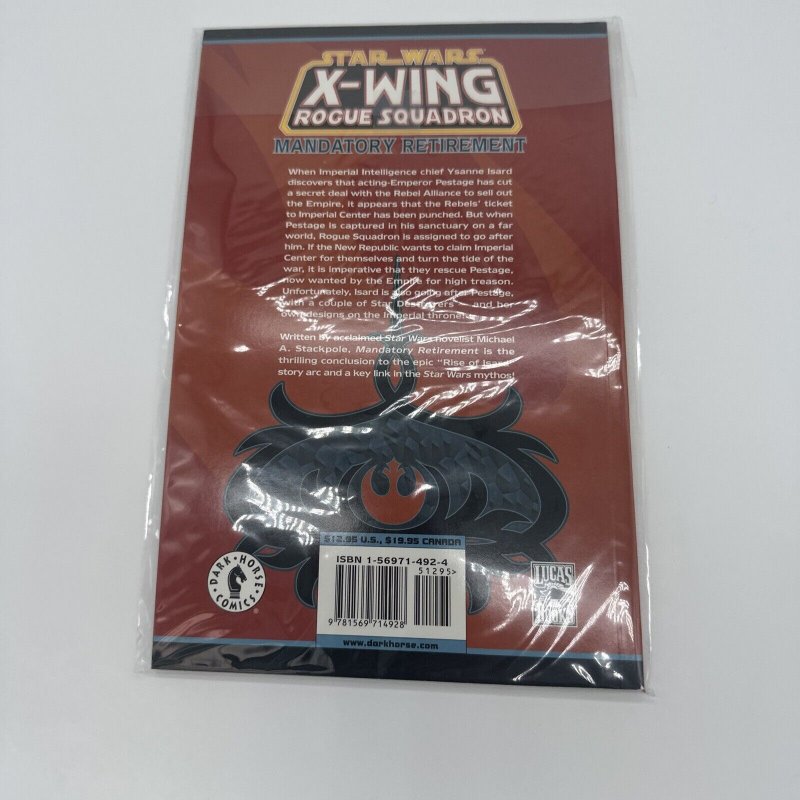 STAR WARS
X-WING
ROGUE SQUADRON
MANDATORY RETIREMENT
When Imperial Intelligence chief Ysanne Isard
discovers that acting-Emperor Pestage has cut
a secret deal with the Rebel Alliance to sell out
the Empire, it appears that the Rebels' ticket
to Imperial Center has been punched. But when
Pestage is captured in his sanctuary on a far
world, Rogue Squadron is assigned to go after
him. If the New Republic wants to claim Imperial
Center for themselves and turn the tide of the
war, it is imperative that they rescue Pestage,
now wanted by the Empire for high treason.
Unfortunately, Isard is also going after Pestage,
with a couple of Star Destroyers — and her
own designs on the Imperial throne!
Written by acclaimed Star Wars novelist Michael
A. Stackpole, Mandatory Retirement is the
thrilling conclusion to the epic "Rise of Isard"
story arc and a key link in the Star Wars mythos!
$12.95 U.S., $19.95 CANADA
ISBN 1-56971-492-4
51295>
9 781569 714928
www.darkhorse.com
DARK HORSE
COMICS
LUCAS
BOOKS